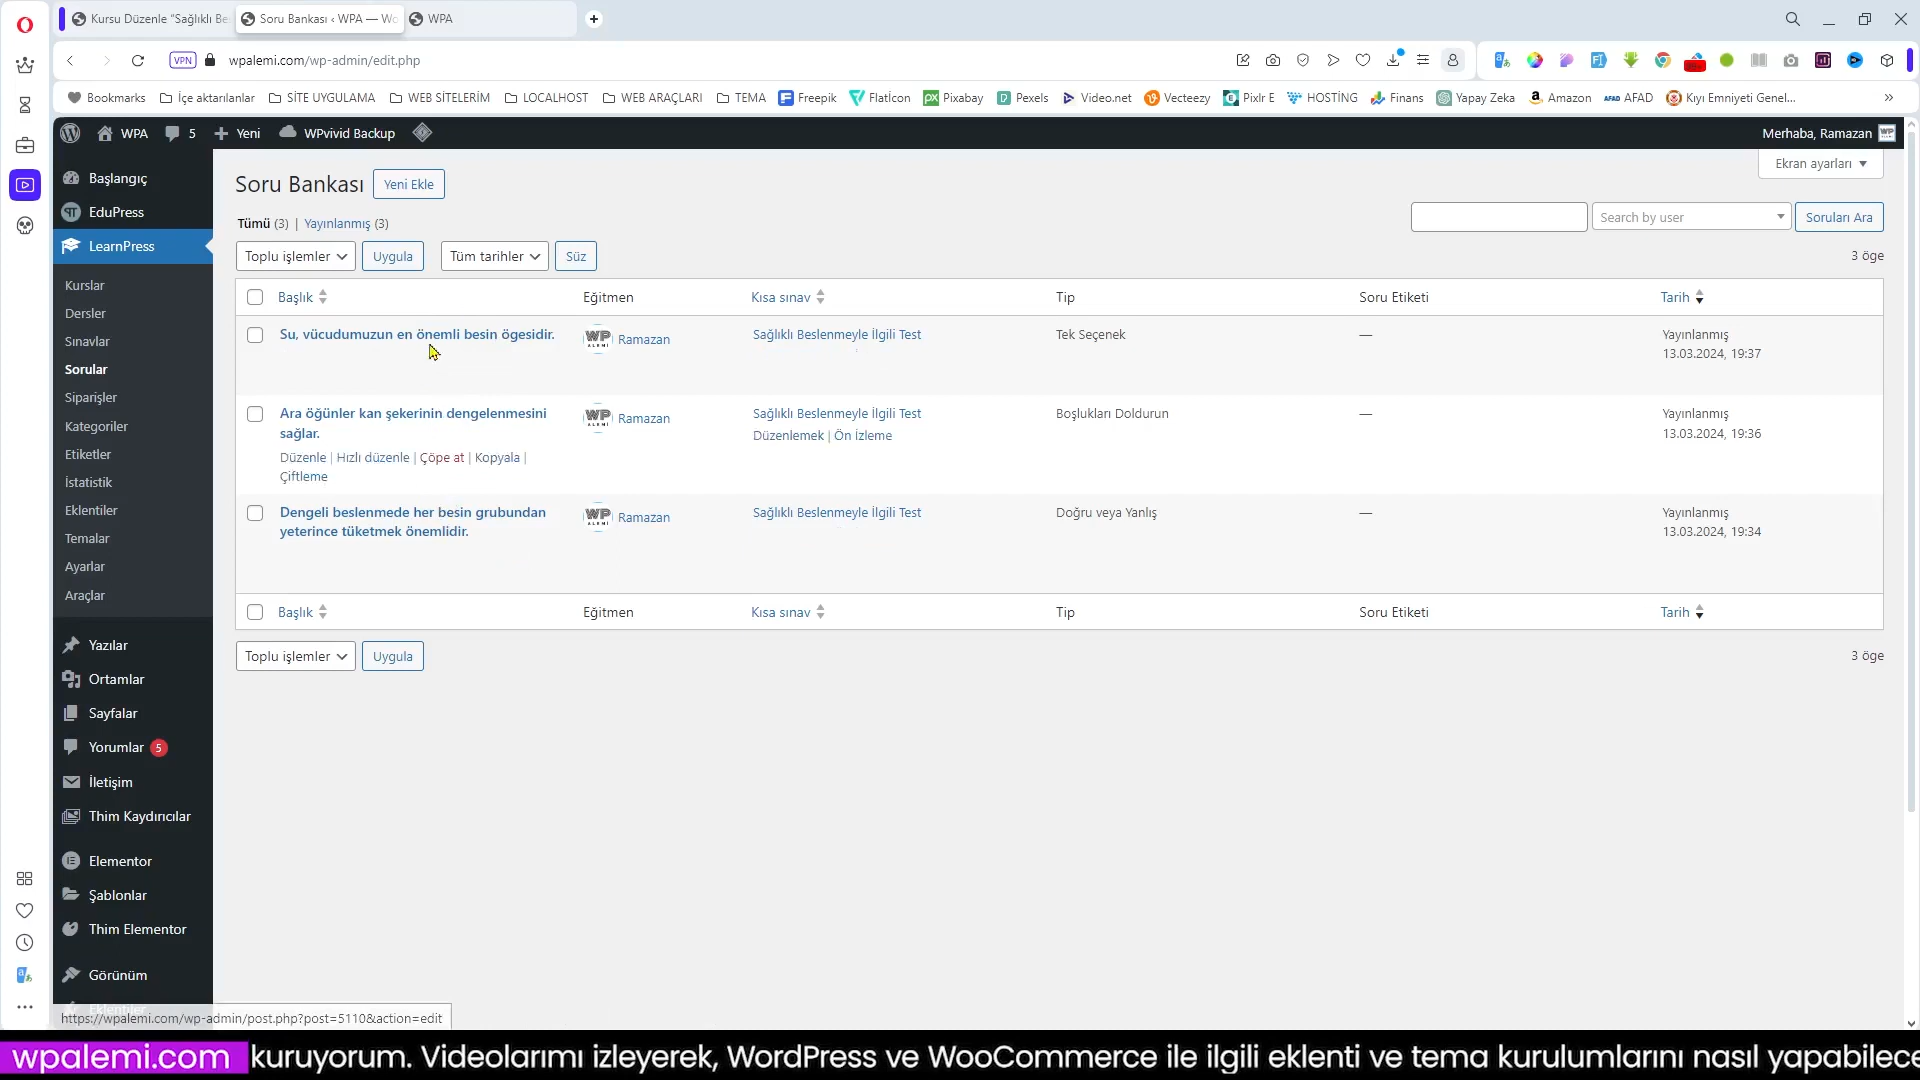 Kursu Düzenle "Sağlıklı Be
Soru Bankası ‹ WPA — Wo
WPA
VPN
wpalemi.com/wp-admin/edit.php
Bookmarks
İçe aktarılanlar
SİTE UYGULAMA
WEB SİTELERİM
LOCALHOST
WEB ARAÇLARI
TEMA
Freepik
Flatİcon
Pixabay
Pexels
Video.net
Vecteezy
Pixlr E
HOSTİNG
Finans
Yapay Zeka
Amazon
AFAD
Kıyı Emniyeti Genel...
WPA
5
Yeni
WPvivid Backup
Merhaba, Ramazan
Ekran ayarları
Başlangıç
EduPress
LearnPress
Kurslar
Dersler
Sınavlar
Sorular
Siparişler
Kategoriler
Etiketler
İstatistik
Eklentiler
Temalar
Ayarlar
Araçlar
Yazılar
Ortamlar
Sayfalar
Yorumlar 5
İletişim
Thim Kaydırıcılar
Elementor
Şablonlar
Thim Elementor
Görünüm
Eklentiler
Soru Bankası Yeni Ekle
Tümü (3) | Yayınlanmış (3)
Search by user
Soruları Ara
Toplu işlemler Uygula Tüm tarihler Süz
3 öge
Başlık Eğitmen Kısa sınav Tip Soru Etiketi Tarih
Su, vücudumuzun en önemli besin ögesidir.
Ramazan
Sağlıklı Beslenmeyle İlgili Test
Tek Seçenek
—
Yayınlanmış
13.03.2024, 19:37
Ara öğünler kan şekerinin dengelenmesini
sağlar.
Düzenle | Hızlı düzenle | Çöpe at | Kopyala |
Çiftleme
Ramazan
Sağlıklı Beslenmeyle İlgili Test
Düzenlemek | Ön İzleme
Boşlukları Doldurun
—
Yayınlanmış
13.03.2024, 19:36
Dengeli beslenmede her besin grubundan
yeterince tüketmek önemlidir.
Ramazan
Sağlıklı Beslenmeyle İlgili Test
Doğru veya Yanlış
—
Yayınlanmış
13.03.2024, 19:34
Başlık Eğitmen Kısa sınav Tip Soru Etiketi Tarih
Toplu işlemler Uygula
3 öge
https://wpalemi.com/wp-admin/post.php?post=5110&action=edit
wpalemi.com kuruyorum. Videolarımı izleyerek, WordPress ve WooCommerce ile ilgili eklenti ve tema kurulumlarını nasıl yapabilece